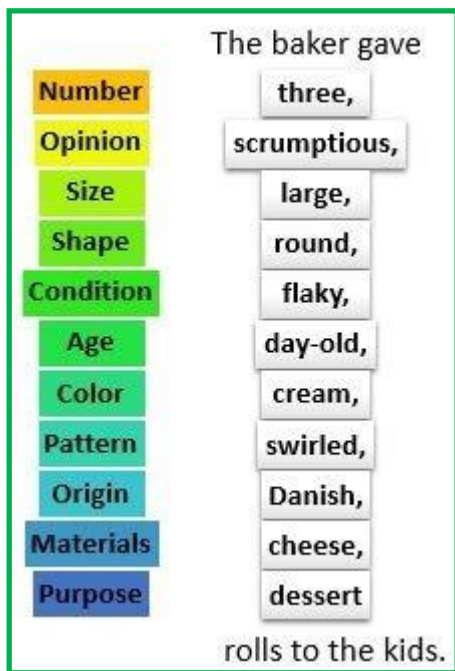 The baker gave
Number three,
Opinion scrumptious,
Size large,
Shape round,
Condition flaky,
Age day-old,
Color cream,
Pattern swirled,
Origin Danish,
Materials cheese,
Purpose dessert
rolls to the kids.